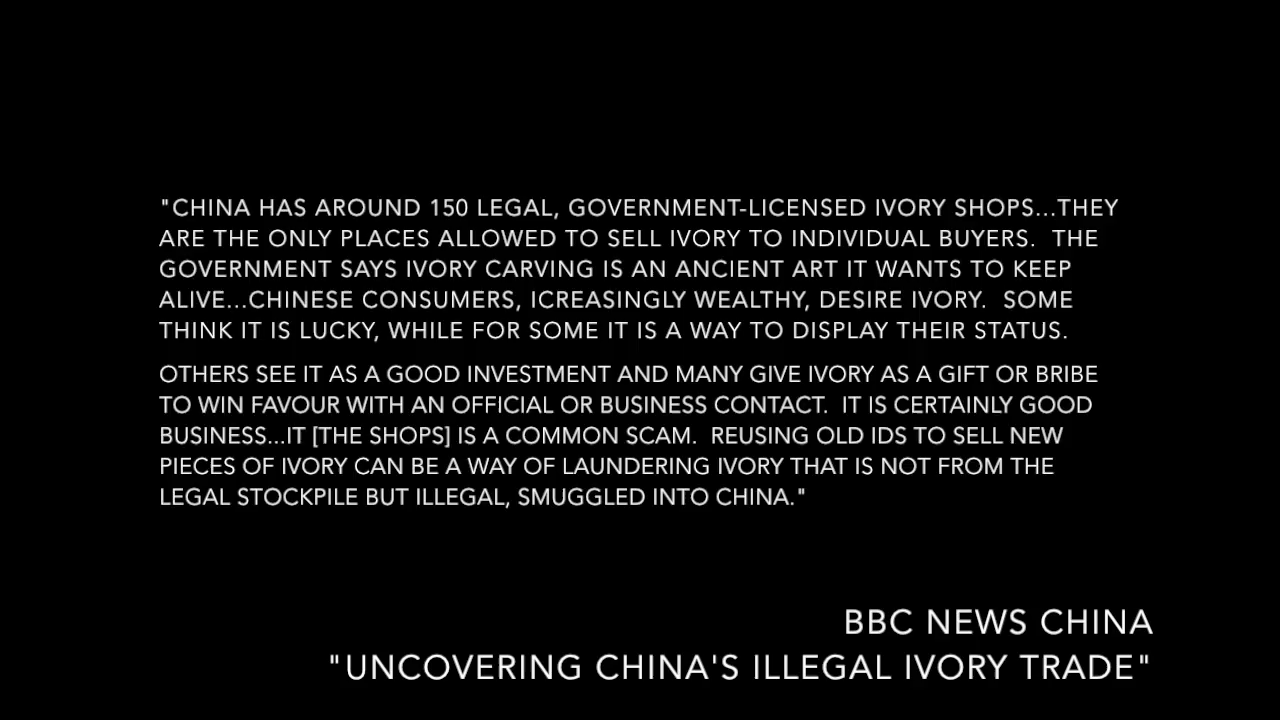 "CHINA HAS AROUND 150 LEGAL, GOVERNMENT-LICENSED IVORY SHOPS...THEY
ARE THE ONLY PLACES ALLOWED TO SELL IVORY TO INDIVIDUAL BUYERS.  THE
GOVERNMENT SAYS IVORY CARVING IS AN ANCIENT ART IT WANTS TO KEEP
ALIVE...CHINESE CONSUMERS, ICREASINGLY WEALTHY, DESIRE IVORY.  SOME
THINK IT IS LUCKY, WHILE FOR SOME IT IS A WAY TO DISPLAY THEIR STATUS.
OTHERS SEE IT AS A GOOD INVESTMENT AND MANY GIVE IVORY AS A GIFT OR BRIBE
TO WIN FAVOUR WITH AN OFFICIAL OR BUSINESS CONTACT.  IT IS CERTAINLY GOOD
BUSINESS...IT [THE SHOPS] IS A COMMON SCAM.  REUSING OLD IDS TO SELL NEW
PIECES OF IVORY CAN BE A WAY OF LAUNDERING IVORY THAT IS NOT FROM THE
LEGAL STOCKPILE BUT ILLEGAL, SMUGGLED INTO CHINA."
BBC NEWS CHINA
"UNCOVERING CHINA'S ILLEGAL IVORY TRADE"